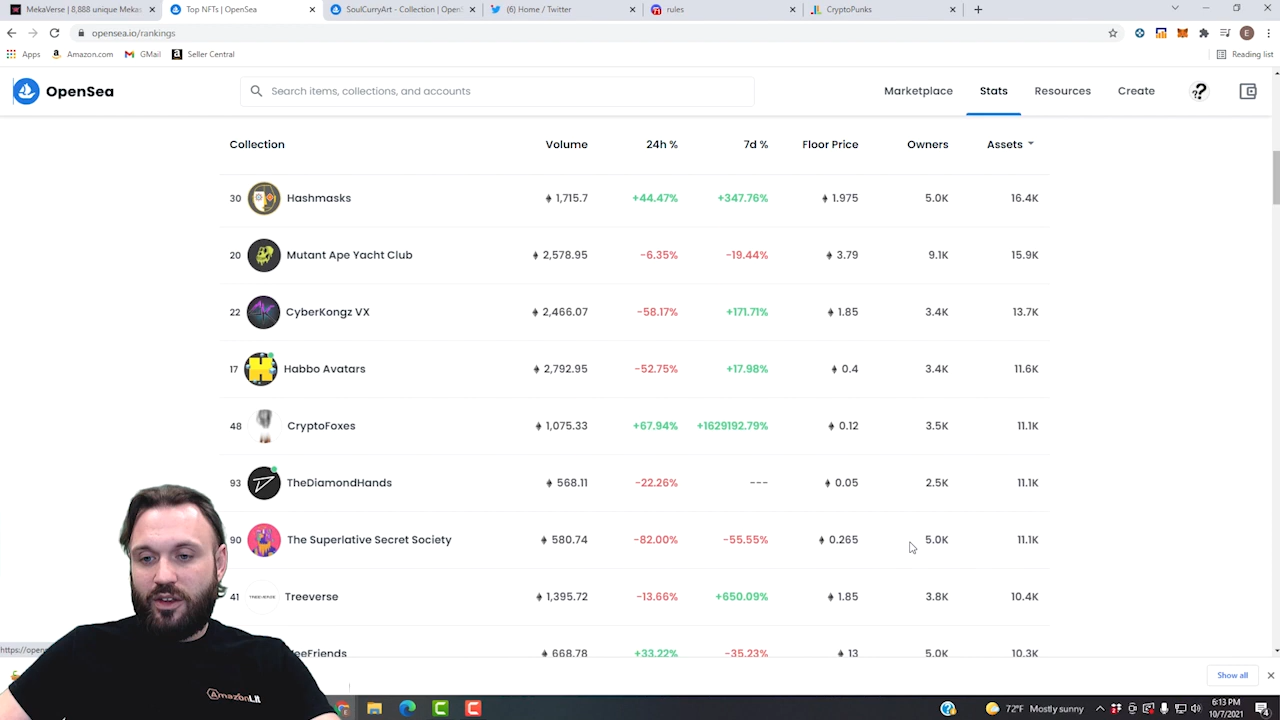 MekaVerse | 8,888 unique Mekas
Top NFTs | OpenSea
SoulCurryArt - Collection | OpenS
(6) Home / Twitter
rules
CryptoPunks
opensea.io/rankings
E
Apps
Amazon.com
GMail
Seller Central
Reading list
OpenSea
Search items, collections, and accounts
Marketplace
Stats
Resources
Create
Collection Volume 24h % 7d % Floor Price Owners Assets
30 Hashmasks 1,715.7 +44.47% +347.76% 1.975 5.0K 16.4K
20 Mutant Ape Yacht Club 2,578.95 -6.35% -19.44% 3.79 9.1K 15.9K
22 CyberKongz VX 2,466.07 -58.17% +171.71% 1.85 3.4K 13.7K
17 Habbo Avatars 2,792.95 -52.75% +17.98% 0.4 3.4K 11.6K
48 CryptoFoxes 1,075.33 +67.94% +1629192.79% 0.12 3.5K 11.1K
93 TheDiamondHands 568.11 -22.26% --- 0.05 2.5K 11.1K
90 The Superlative Secret Society 580.74 -82.00% -55.55% 0.265 5.0K 11.1K
41 Treeverse 1,395.72 -13.66% +650.09% 1.85 3.8K 10.4K
eeFriends 668.78 +33.22% -35.23% 13 5.0K 10.3K
https://opens
Show all
AmazonLit
72°F Mostly sunny
6:13 PM
10/7/2021
4